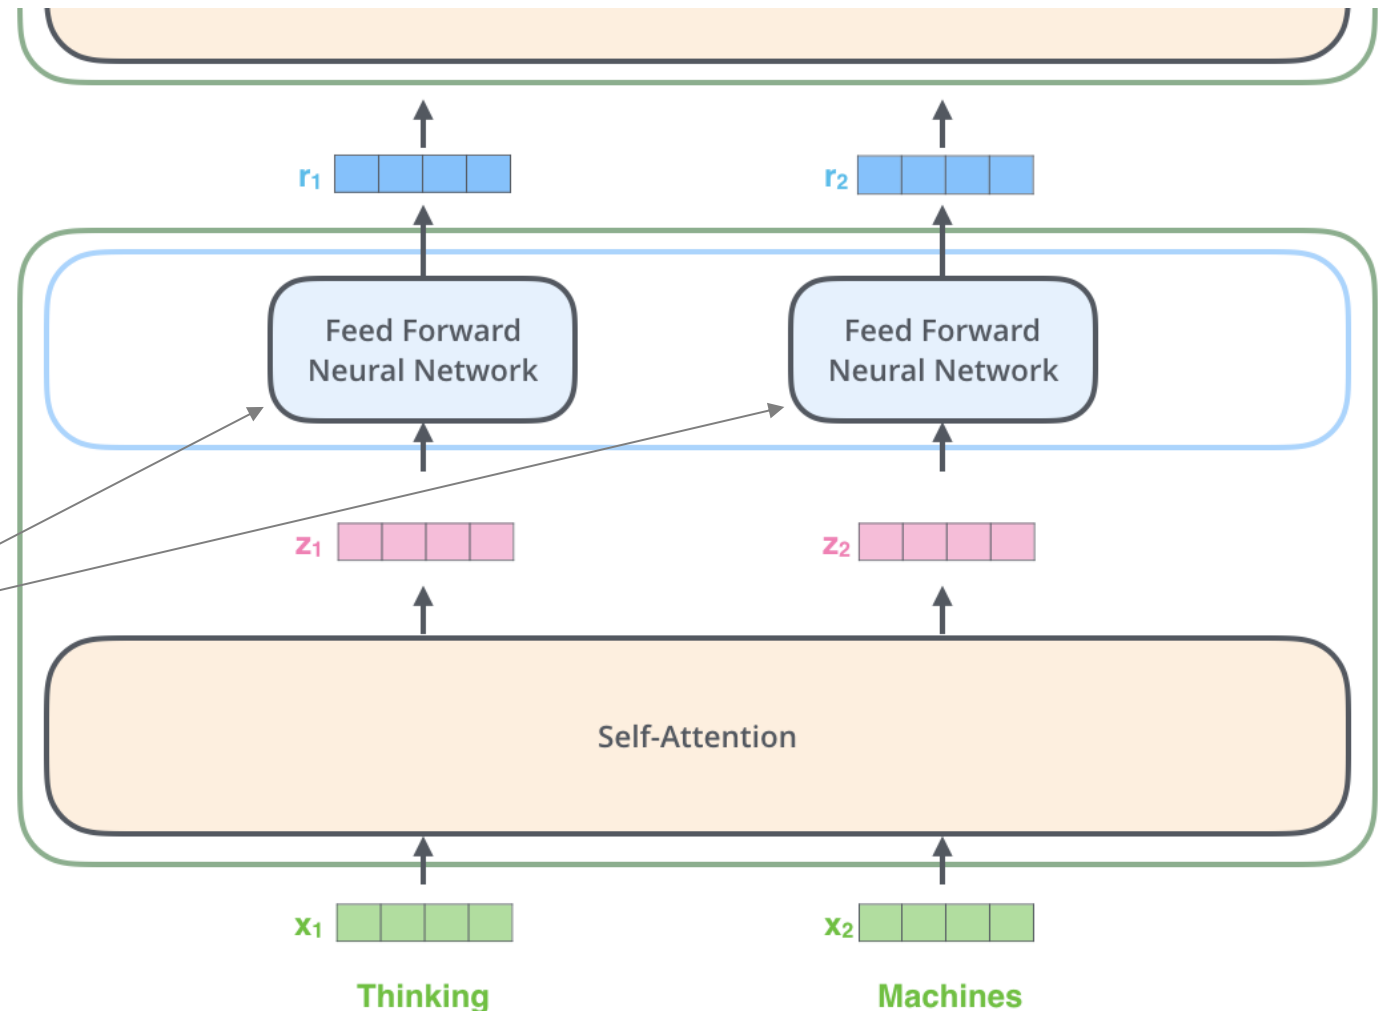 r₁ r₂
Feed Forward Neural Network
Feed Forward Neural Network
z₁ z₂
Self-Attention
x₁ x₂
Thinking Machines